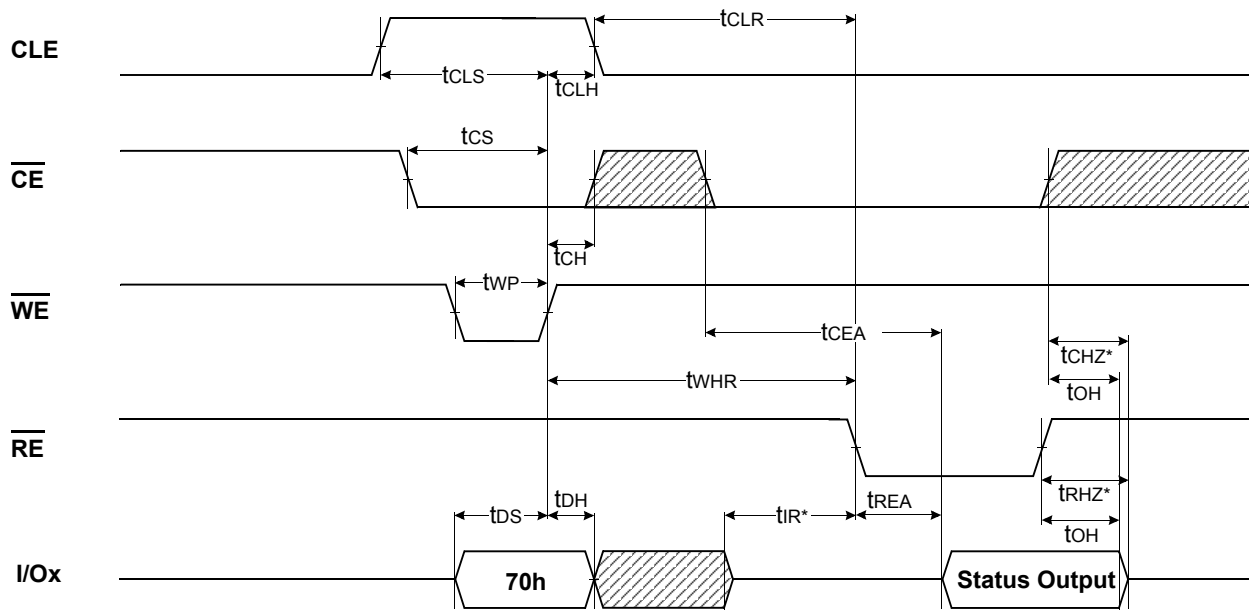 tCLR
CLE
tCLS
tCLH
tCS
CE
tCH
tWP
WE
tCEA
tCHZ*
tWHR
tOH
RE
tRHZ*
tDH
tDS
tIR*
tREA
tOH
I/Ox
70h
Status Output